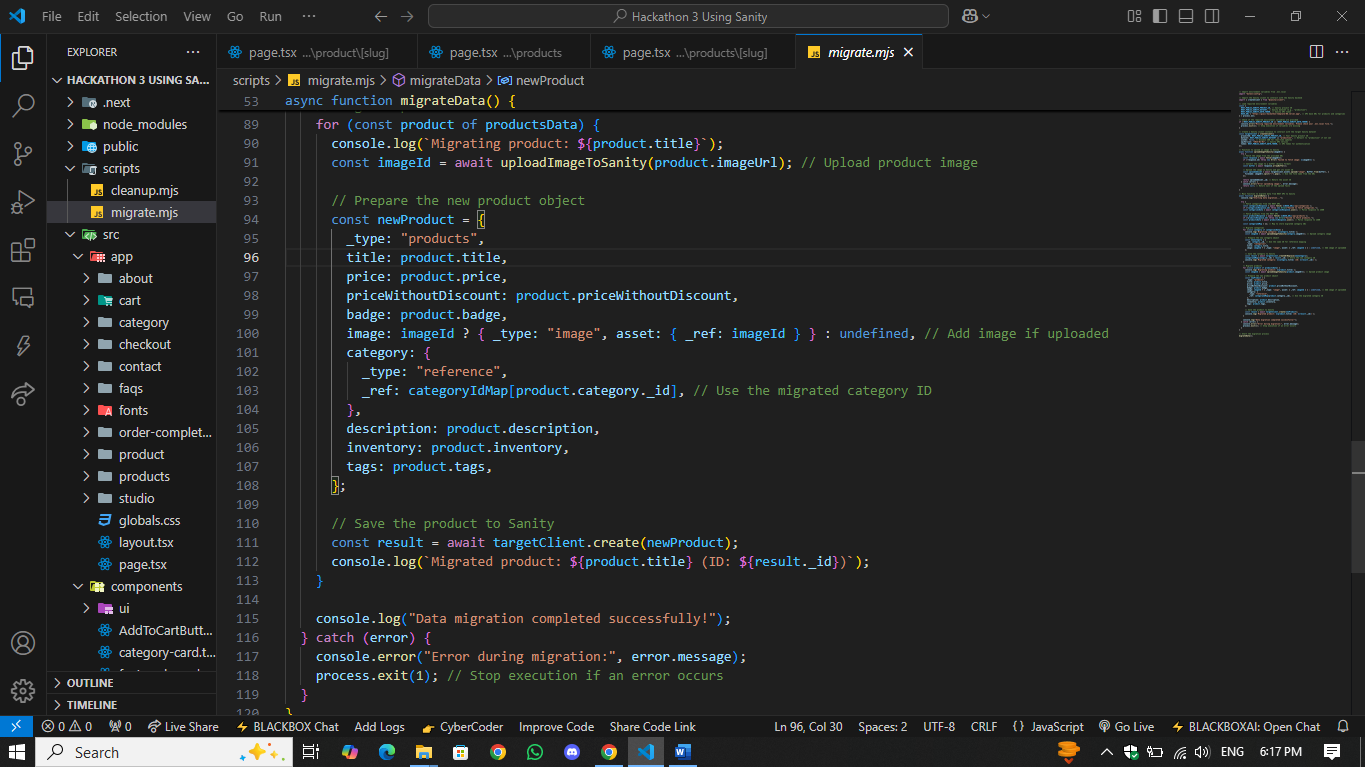 File Edit Selection View Go Run ··· Hackathon 3 Using Sanity
EXPLORER ···
HACKATHON 3 USING SA...
.next
node_modules
public
scripts
cleanup.mjs
migrate.mjs
src
app
about
cart
category
checkout
contact
faqs
fonts
order-complet...
product
products
studio
globals.css
layout.tsx
page.tsx
components
ui
AddToCartButt...
category-card.t...
OUTLINE
TIMELINE
page.tsx ...\product\[slug] page.tsx ...\products page.tsx ...\products\[slug] JS migrate.mjs
scripts > JS migrate.mjs > migrateData > newProduct
53 async function migrateData() {
89 for (const product of productsData) {
90 console.log(`Migrating product: ${product.title}`);
91 const imageId = await uploadImageToSanity(product.imageUrl); // Upload product image
92
93 // Prepare the new product object
94 const newProduct = {
95 _type: "products",
96 title: product.title,
97 price: product.price,
98 priceWithoutDiscount: product.priceWithoutDiscount,
99 badge: product.badge,
100 image: imageId ? { _type: "image", asset: { _ref: imageId } } : undefined, // Add image if uploaded
101 category: {
102 _type: "reference",
103 _ref: categoryIdMap[product.category._id], // Use the migrated category ID
104 },
105 description: product.description,
106 inventory: product.inventory,
107 tags: product.tags,
108 };
109
110 // Save the product to Sanity
111 const result = await targetClient.create(newProduct);
112 console.log(`Migrated product: ${product.title} (ID: ${result._id})`);
113 }
114
115 console.log("Data migration completed successfully!");
116 } catch (error) {
117 console.error("Error during migration:", error.message);
118 process.exit(1); // Stop execution if an error occurs
119 }
120 }
0 0 0 Live Share BLACKBOX Chat Add Logs CyberCoder Improve Code Share Code Link Ln 96, Col 30 Spaces: 2 UTF-8 CRLF {} JavaScript Go Live BLACKBOXAI: Open Chat
Search ENG 6:17 PM